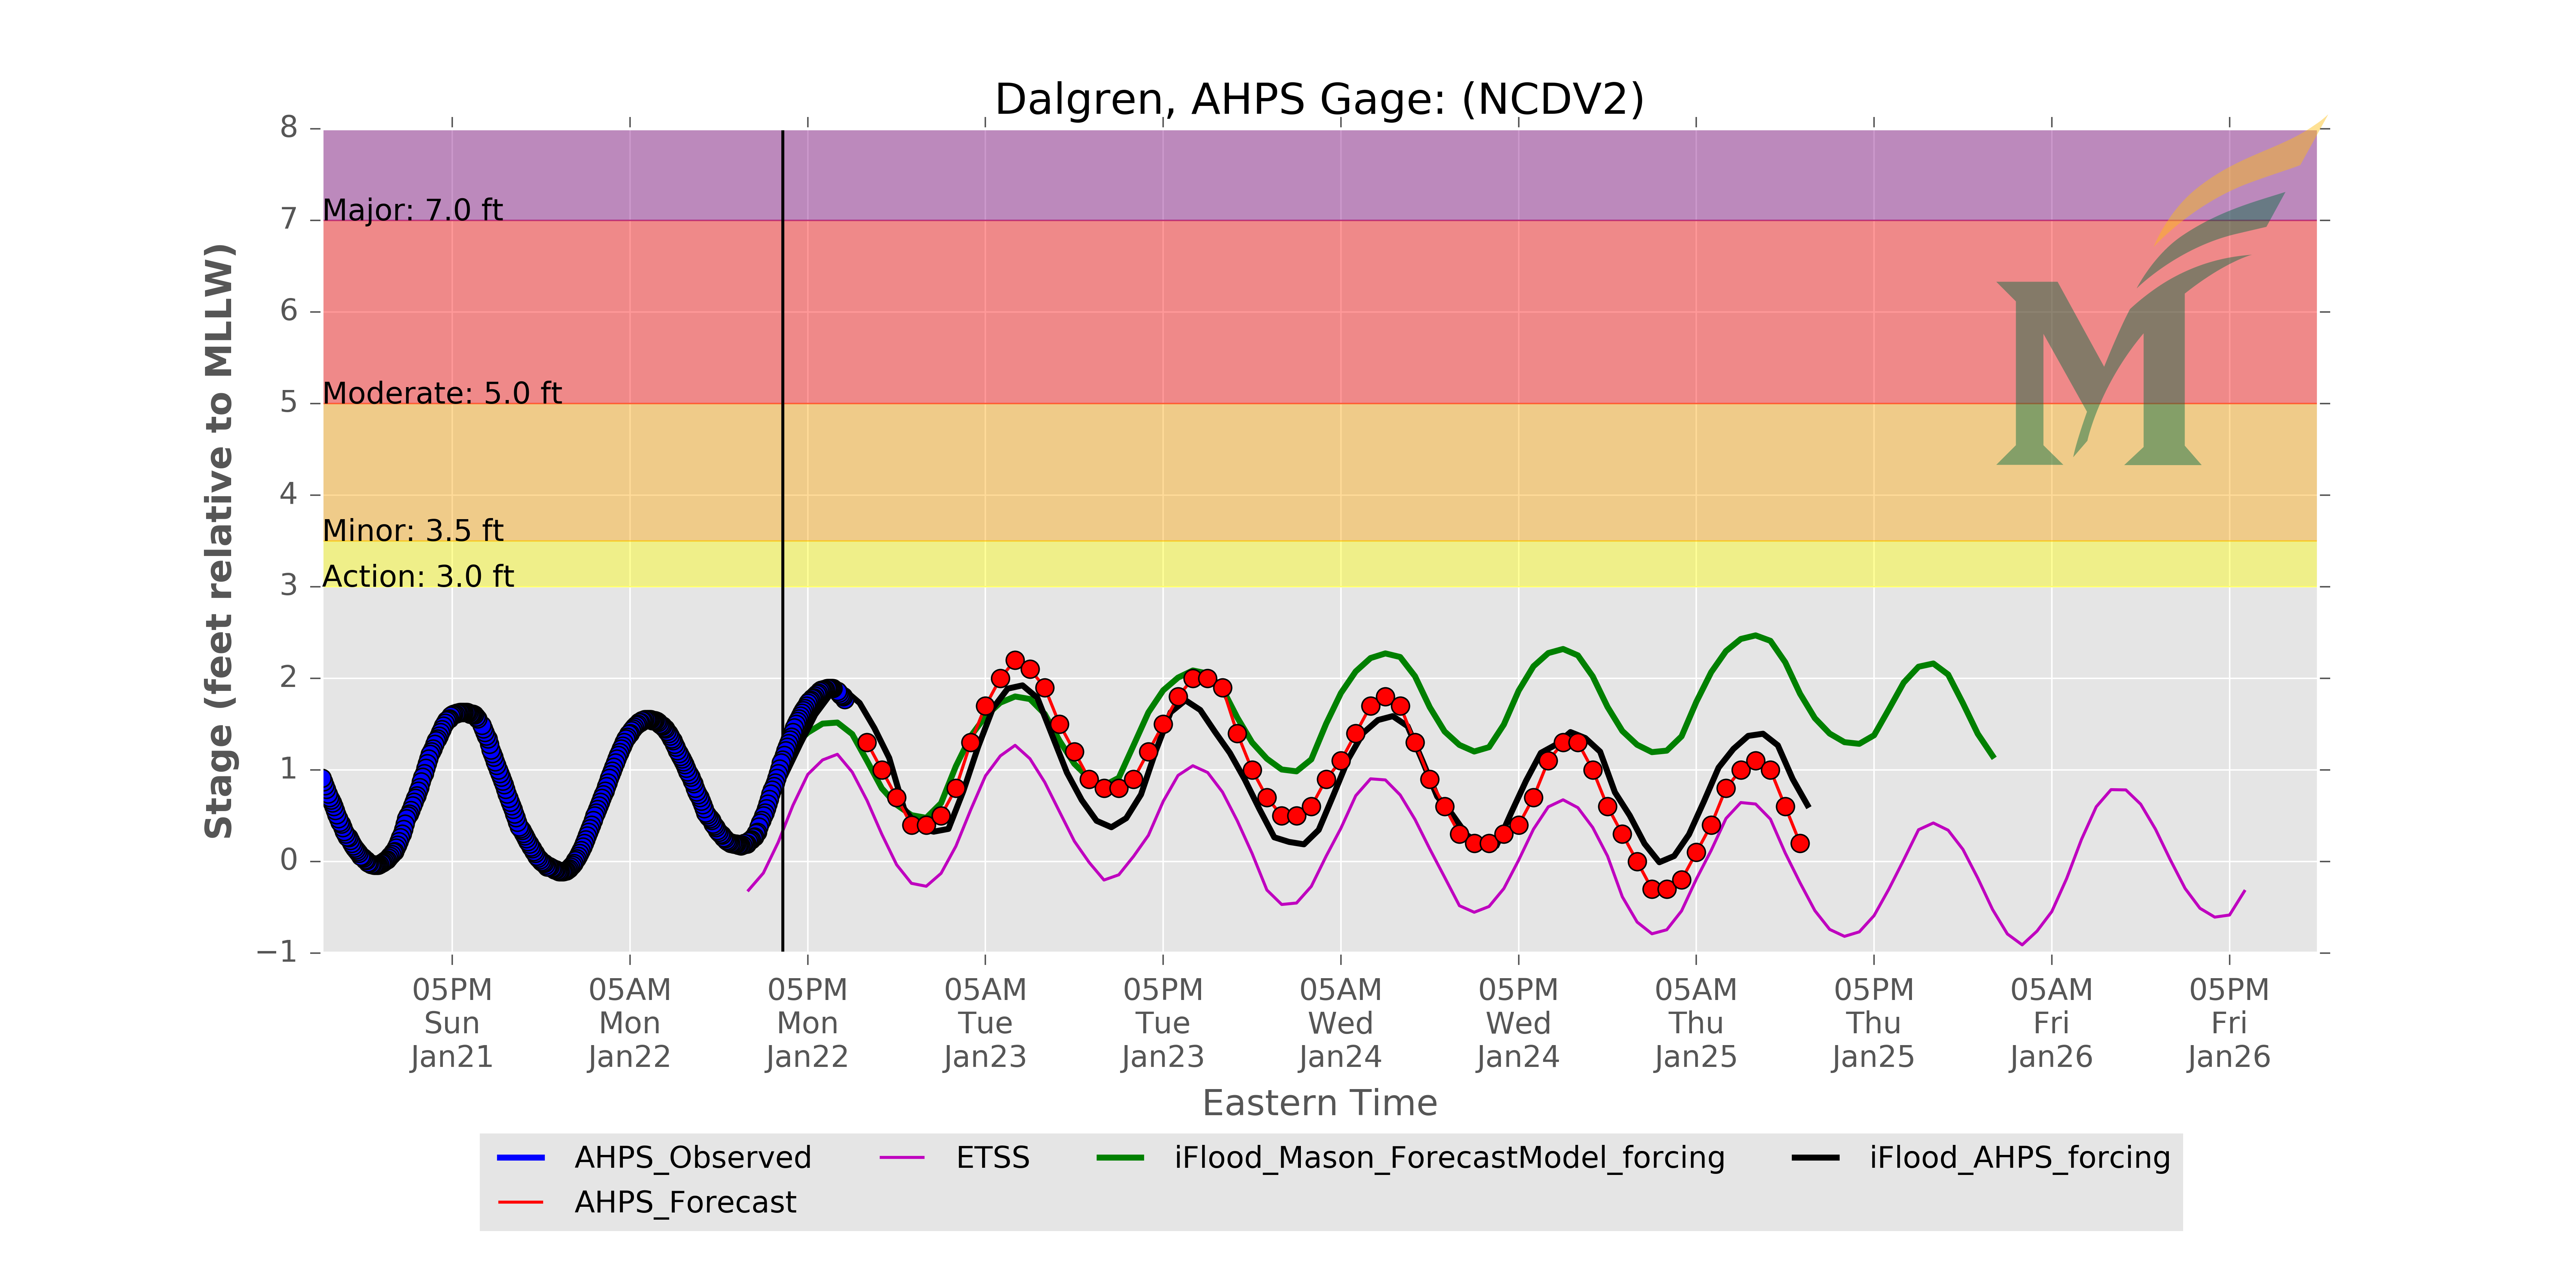 Dalgren, AHPS Gage: (NCDV2)
Stage (feet relative to MLLW)
8
7
6
5
4
3
2
1
0
−1
Major: 7.0 ft
Moderate: 5.0 ft
Minor: 3.5 ft
Action: 3.0 ft
M
05PM 05AM 05PM 05AM 05PM 05AM 05PM 05AM 05PM 05AM 05PM
Sun Mon Mon Tue Tue Wed Wed Thu Thu Fri Fri
Jan21 Jan22 Jan22 Jan23 Jan23 Jan24 Jan24 Jan25 Jan25 Jan26 Jan26
Eastern Time
AHPS_Observed ETSS iFlood_Mason_ForecastModel_forcing iFlood_AHPS_forcing
AHPS_Forecast